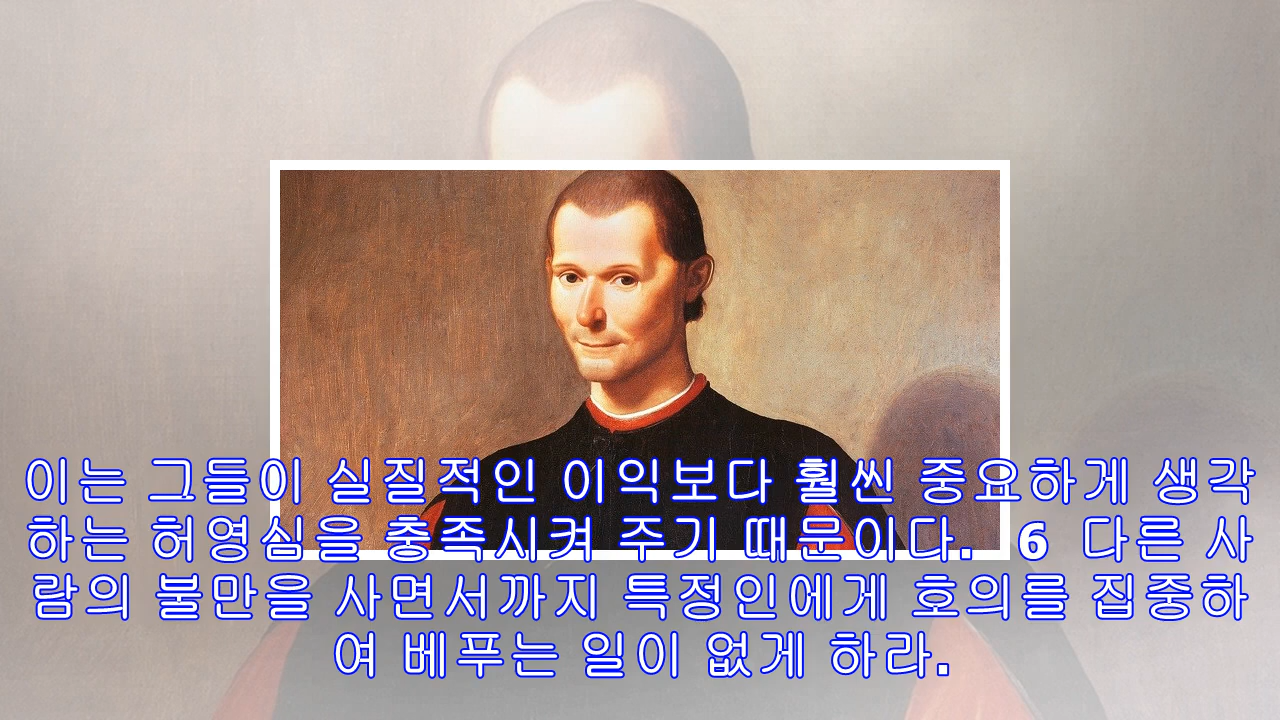 이는 그들이 실질적인 이익보다 훨씬 중요하게 생각
하는 허영심을 충족시켜 주기 때문이다. 6 다른 사
람의 불만을 사면서까지 특정인에게 호의를 집중하
여 베푸는 일이 없게 하라.